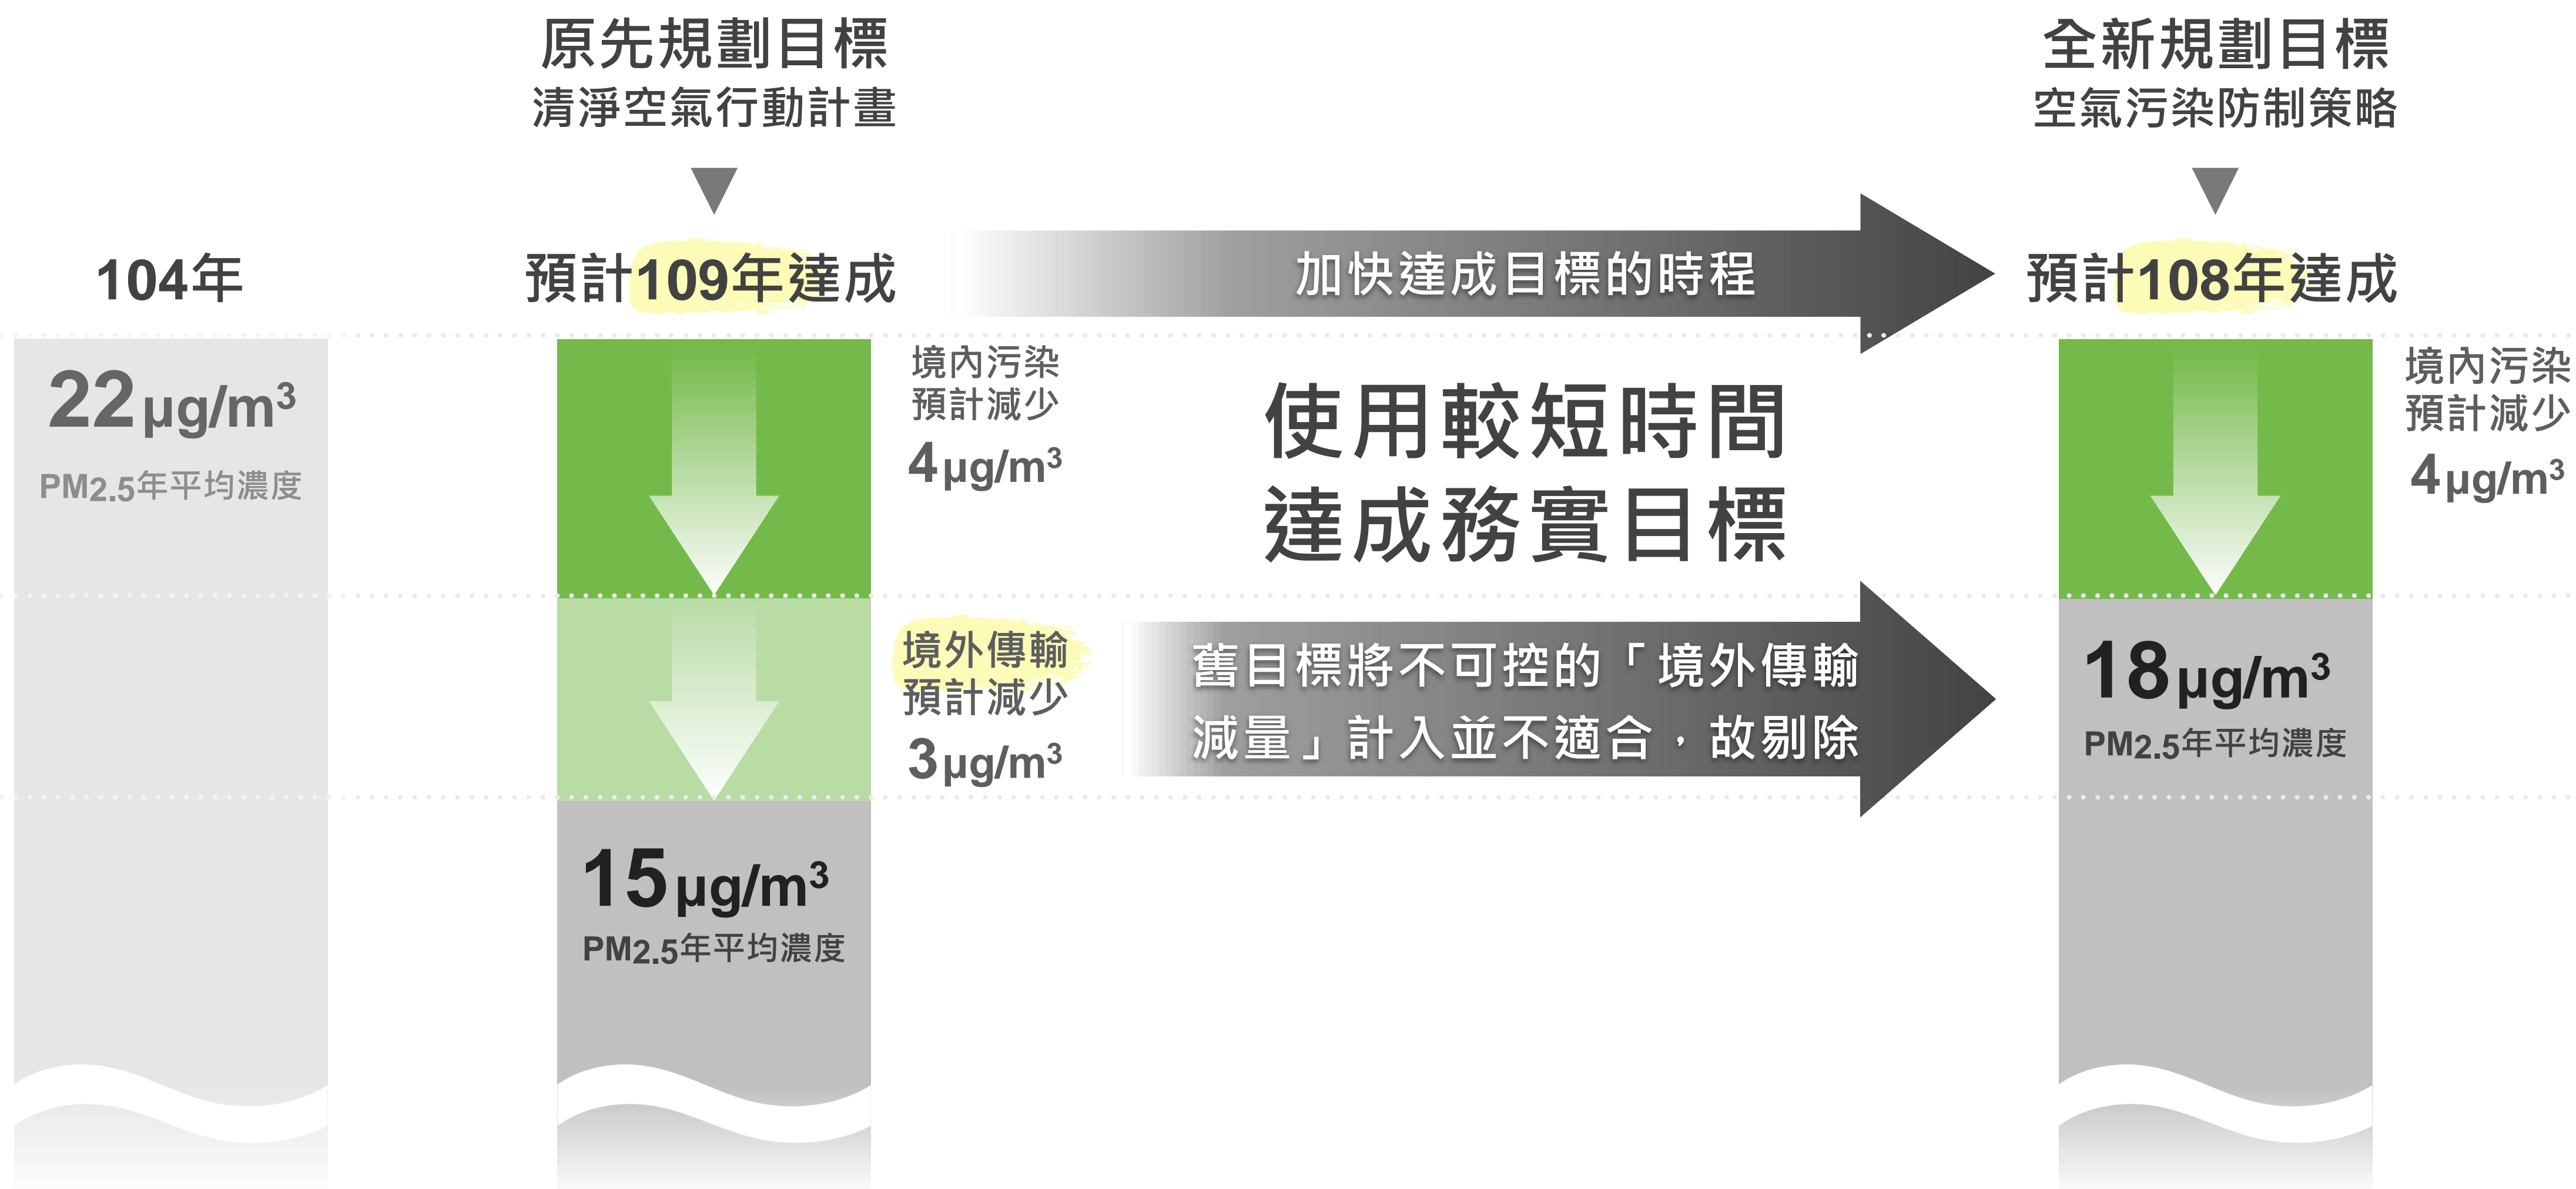 原先規劃目標
清淨空氣行動計畫
全新規劃目標
空氣污染防制策略
104年
預計109年達成
加快達成目標的時程
預計108年達成
22μg/m³
PM2.5年平均濃度
境內污染
預計減少
4μg/m³
使用較短時間
達成務實目標
境內污染
預計減少
4μg/m³
境外傳輸
預計減少
3μg/m³
舊目標將不可控的「境外傳輸
減量」計入並不適合，故剔除
18μg/m³
PM2.5年平均濃度
15μg/m³
PM2.5年平均濃度